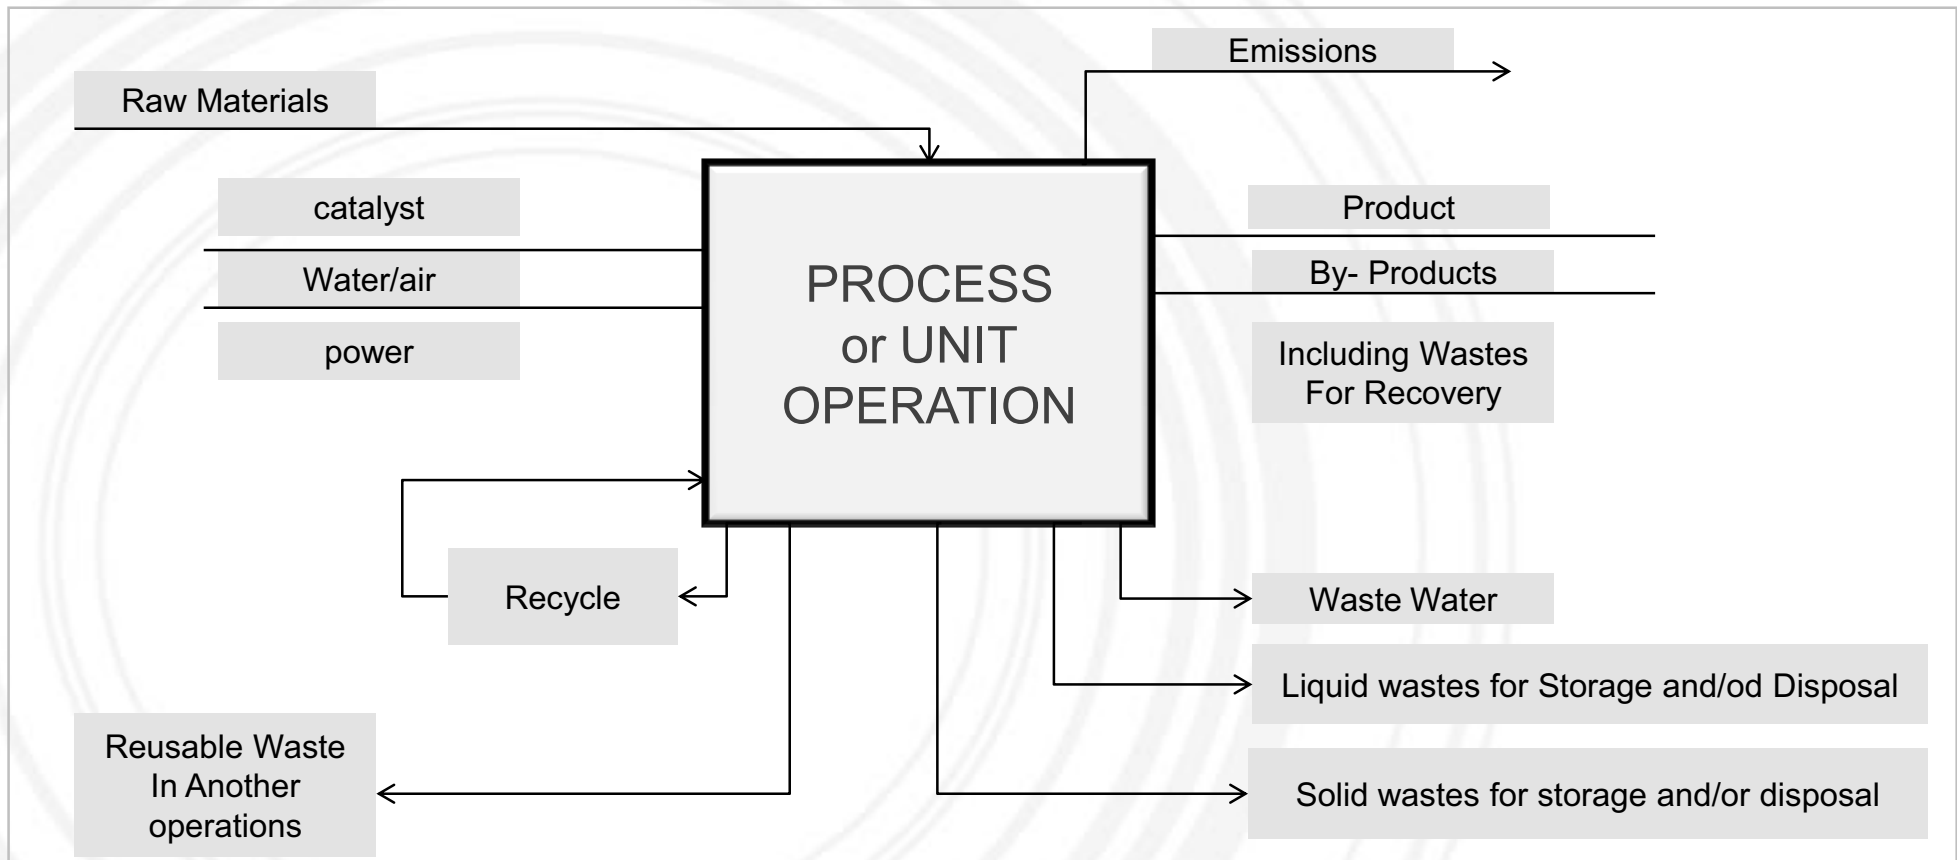 Emissions
Raw Materials
catalyst
Water/air
power
PROCESS
or UNIT
OPERATION
Product
By- Products
Including Wastes
For Recovery
Recycle
Waste Water
Liquid wastes for Storage and/od Disposal
Reusable Waste
In Another
operations
Solid wastes for storage and/or disposal